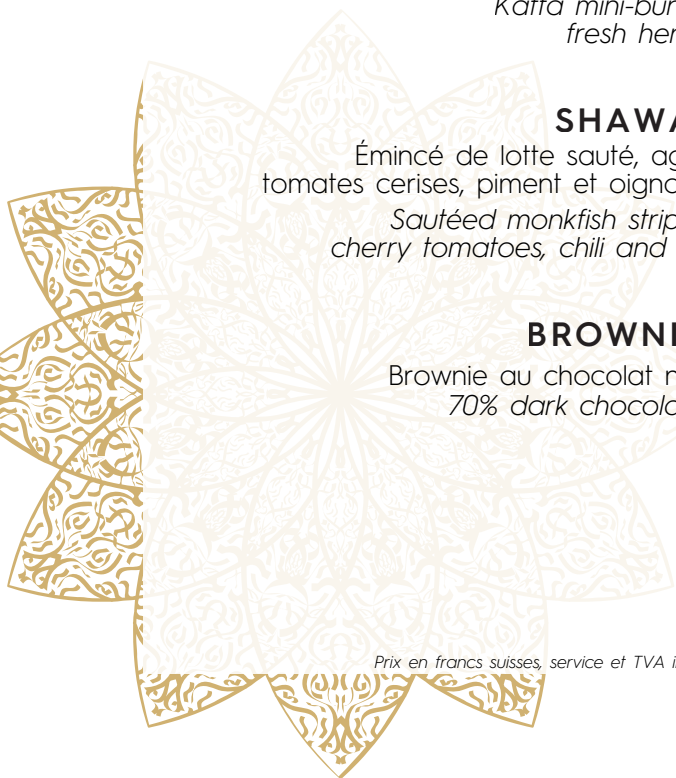 Kafta mini-bur
fresh her
SHAWA
Émincé de lotte sauté, ag
tomates cerises, piment et oigno
Sautéed monkfish strip
cherry tomatoes, chili and
BROWNI
Brownie au chocolat n
70% dark chocola
Prix en francs suisses, service et TVA i